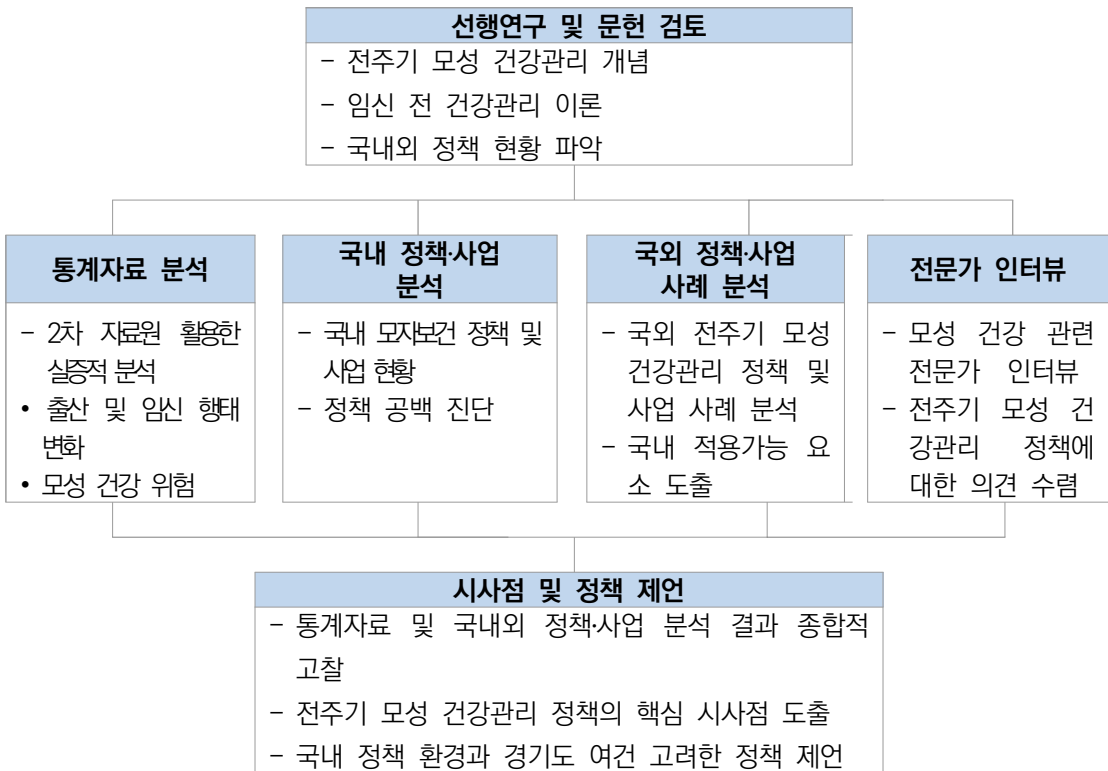 선행연구 및 문헌 검토
- 전주기 모성 건강관리 개념
- 임신 전 건강관리 이론
- 국내외 정책 현황 파악
통계자료 분석
- 2차 자료원 활용한
실증적 분석
• 출산 및 임신 행태
변화
• 모성 건강 위험
국내 정책·사업
분석
- 국내 모자보건 정책 및
사업 현황
- 정책 공백 진단
국외 정책·사업
사례 분석
- 국외 전주기 모성
건강관리 정책 및
사업 사례 분석
- 국내 적용가능 요
소 도출
전문가 인터뷰
- 모성 건강 관련
전문가 인터뷰
- 전주기 모성 건
강관리 정책에
대한 의견 수렴
시사점 및 정책 제언
- 통계자료 및 국내외 정책·사업 분석 결과 종합적
고찰
- 전주기 모성 건강관리 정책의 핵심 시사점 도출
- 국내 정책 환경과 경기도 여건 고려한 정책 제언